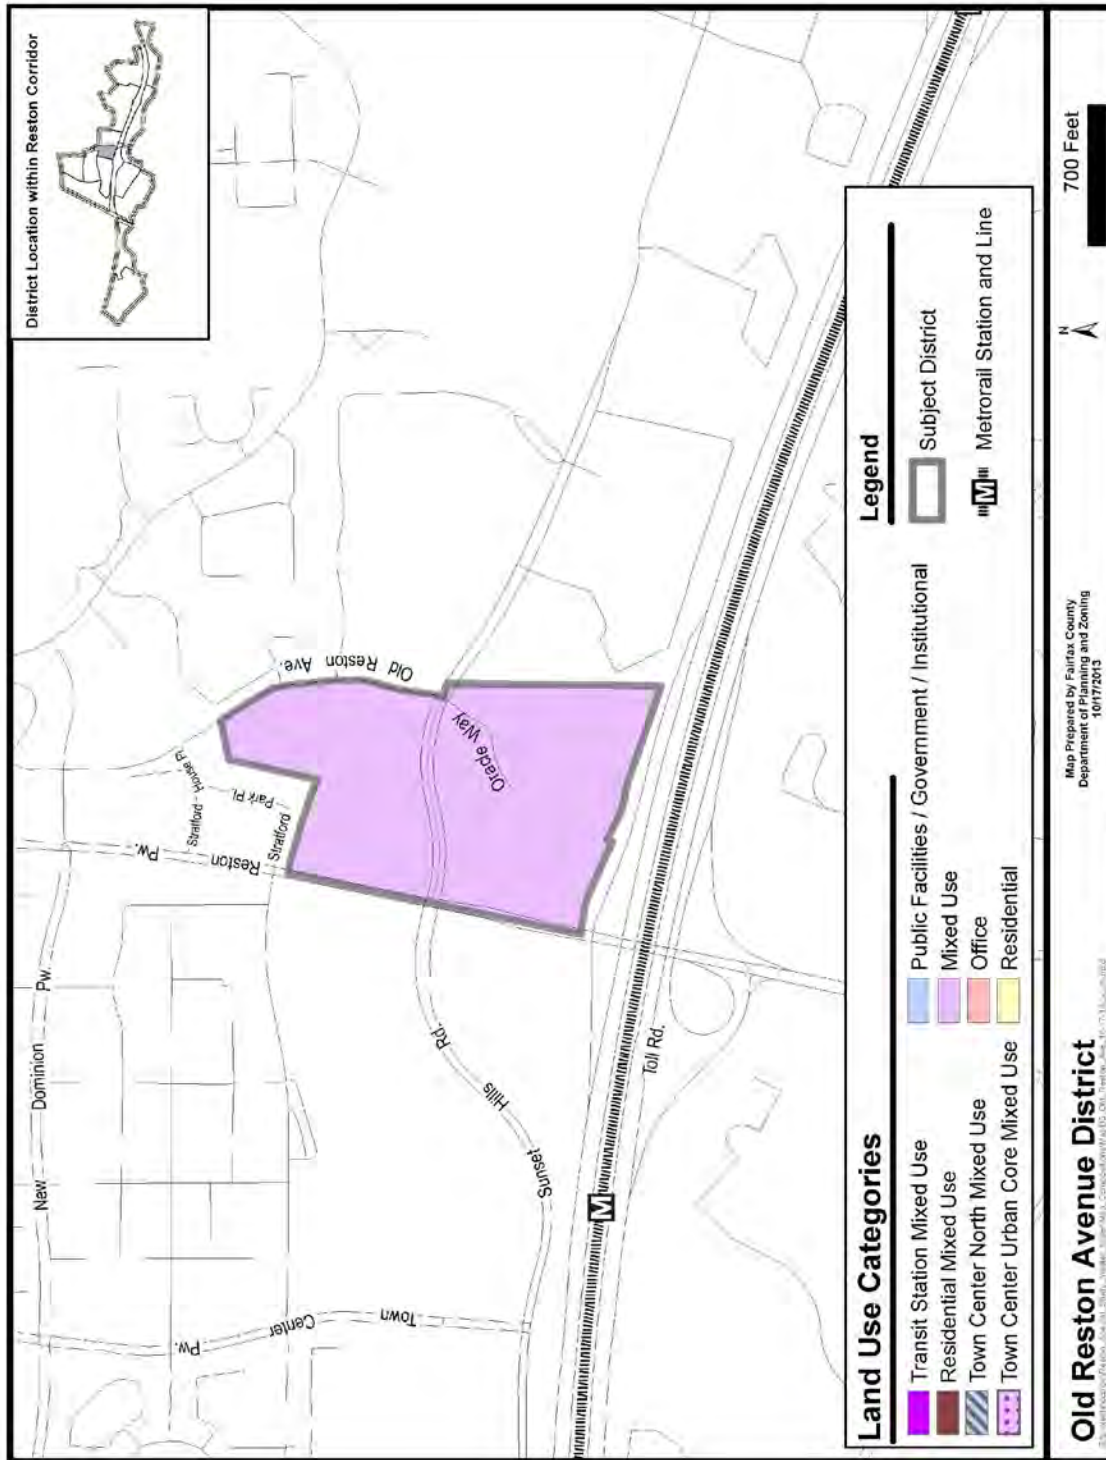 District Location within Reston Corridor
New Dominion Pw.
Reston Pw.
Stratford
House Pl.
Park Pl.
Stratford
Old Reston Ave.
Oracle Way
Sunset Hills Rd.
Town Center Pw.
Toll Rd.
M
Land Use Categories
Transit Station Mixed Use
Residential Mixed Use
Town Center North Mixed Use
Town Center Urban Core Mixed Use
Public Facilities / Government / Institutional
Mixed Use
Office
Residential
Legend
Subject District
M Metrorail Station and Line
Old Reston Avenue District
Map Prepared by Fairfax County
Department of Planning and Zoning
10/17/2013
N
700 Feet